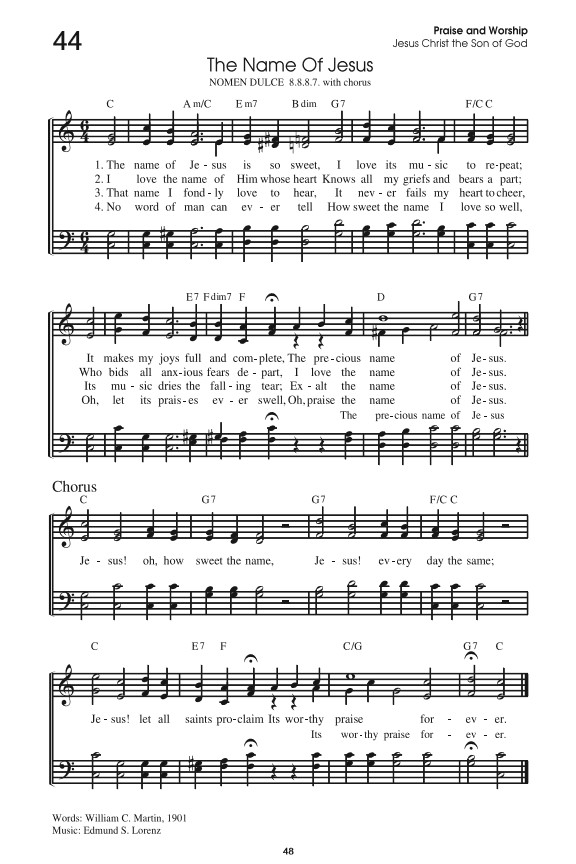 44
Praise and Worship
Jesus Christ the Son of God
The Name Of Jesus
NOMEN DULCE 8.8.8.7. with chorus
C A m/C E m7 B dim G7 F/C C
1. The name of Je - sus is so sweet, I love its mu - sic to re-peat;
2. I love the name of Him whose heart Knows all my griefs and bears a part;
3. That name I fond - ly love to hear, It nev - er fails my heart to cheer,
4. No word of man can ev - er tell How sweet the name I love so well,
E7 F dim7 F D G7
It makes my joys full and com-plete, The pre-cious name of Je-sus.
Who bids all anx-ious fears de - part, I love the name of Je-sus.
Its mu - sic dries the fall - ing tear; Ex - alt the name of Je-sus.
Oh, let its prais-es ev - er swell, Oh, praise the name of Je-sus.
The pre-cious name of Je-sus
Chorus
C G7 G7 F/C C
Je - sus! oh, how sweet the name, Je - sus! ev-ery day the same;
C E7 F C/G G7 C
Je-sus! let all saints pro-claim Its wor-thy praise for - ev - er.
Its wor-thy praise for - ev - er.
Words: William C. Martin, 1901
Music: Edmund S. Lorenz
48